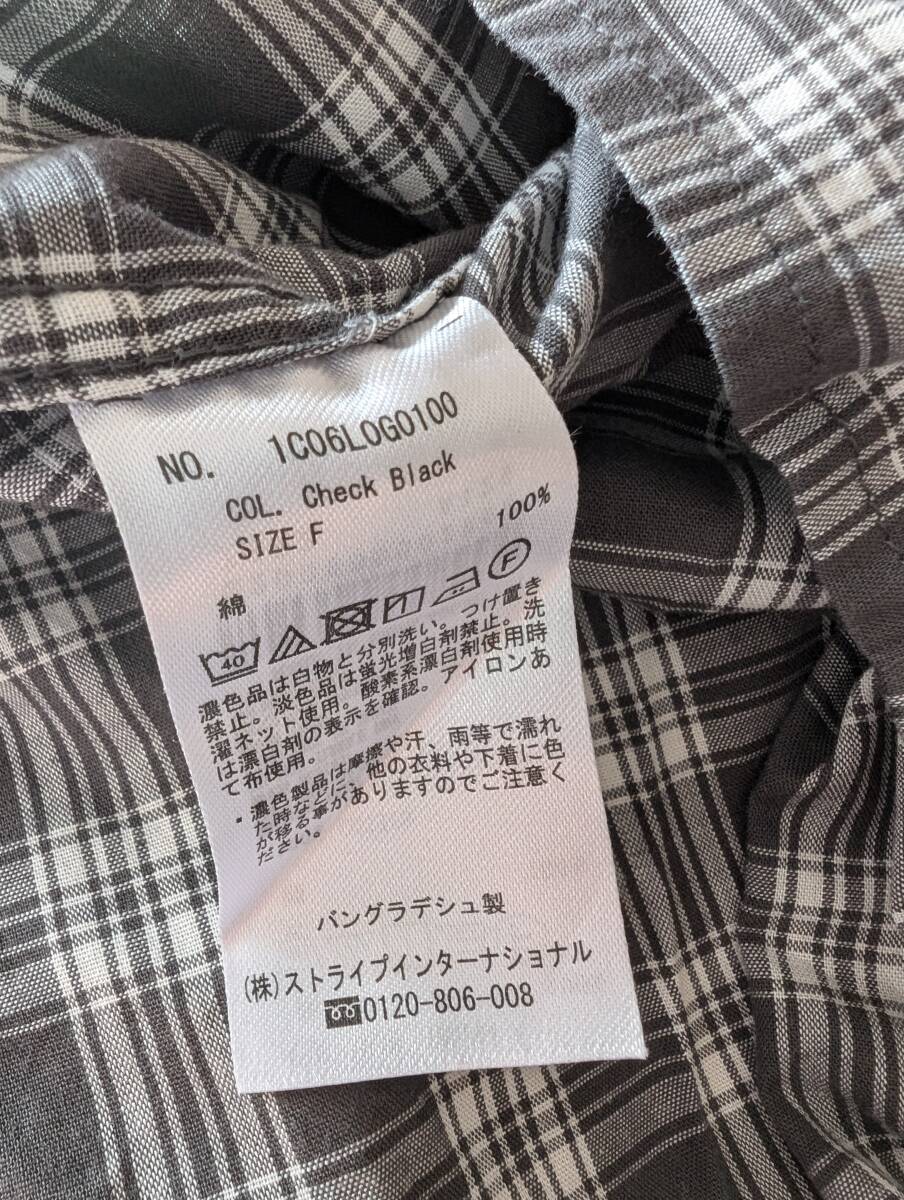 NO. 1C06L0G0100
COL. Check Black
SIZE F
綿 100%
40 F
濃色品は白物と分別洗い。つけ置き
禁止。淡色品は蛍光増白剤禁止。洗
濯ネット使用。酸素系漂白剤使用時
は漂白剤の表示を確認。アイロンあ
て布使用。
・濃色製品は摩擦や汗、雨等で濡れ
た時などに、他の衣料や下着に色
が移る事がありますのでご注意く
ださい。
バングラデシュ製
(株)ストライプインターナショナル
0120-806-008